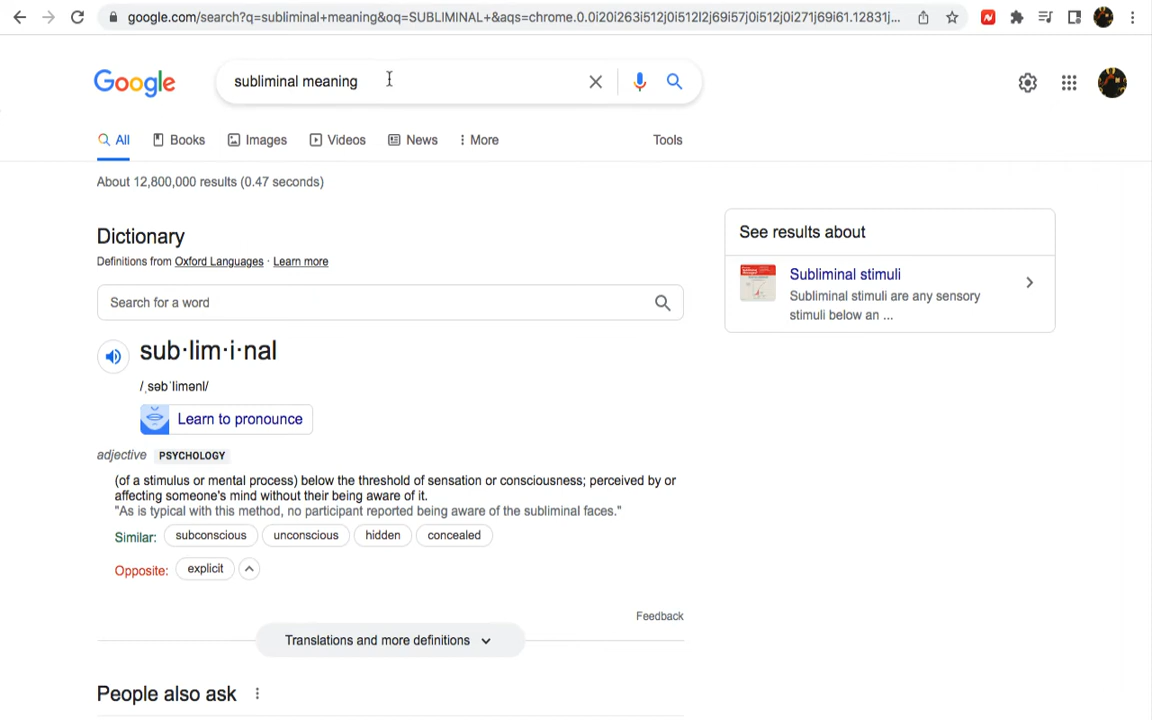 google.com/search?q=subliminal+meaning&oq=SUBLIMINAL+&aqs=chrome.0.0i20i263i512j0i512l2j69i57j0i512j0i271j69i61.12831j...
Google
subliminal meaning
All
Books
Images
Videos
News
More
Tools
About 12,800,000 results (0.47 seconds)
Dictionary
Definitions from Oxford Languages · Learn more
Search for a word
sub·lim·i·nal
/ˌsəbˈlimənl/
Learn to pronounce
adjective PSYCHOLOGY
(of a stimulus or mental process) below the threshold of sensation or consciousness; perceived by or
affecting someone's mind without their being aware of it.
"As is typical with this method, no participant reported being aware of the subliminal faces."
Similar: subconscious unconscious hidden concealed
Opposite: explicit
Feedback
Translations and more definitions
People also ask
See results about
Subliminal stimuli
Subliminal stimuli are any sensory
stimuli below an ...